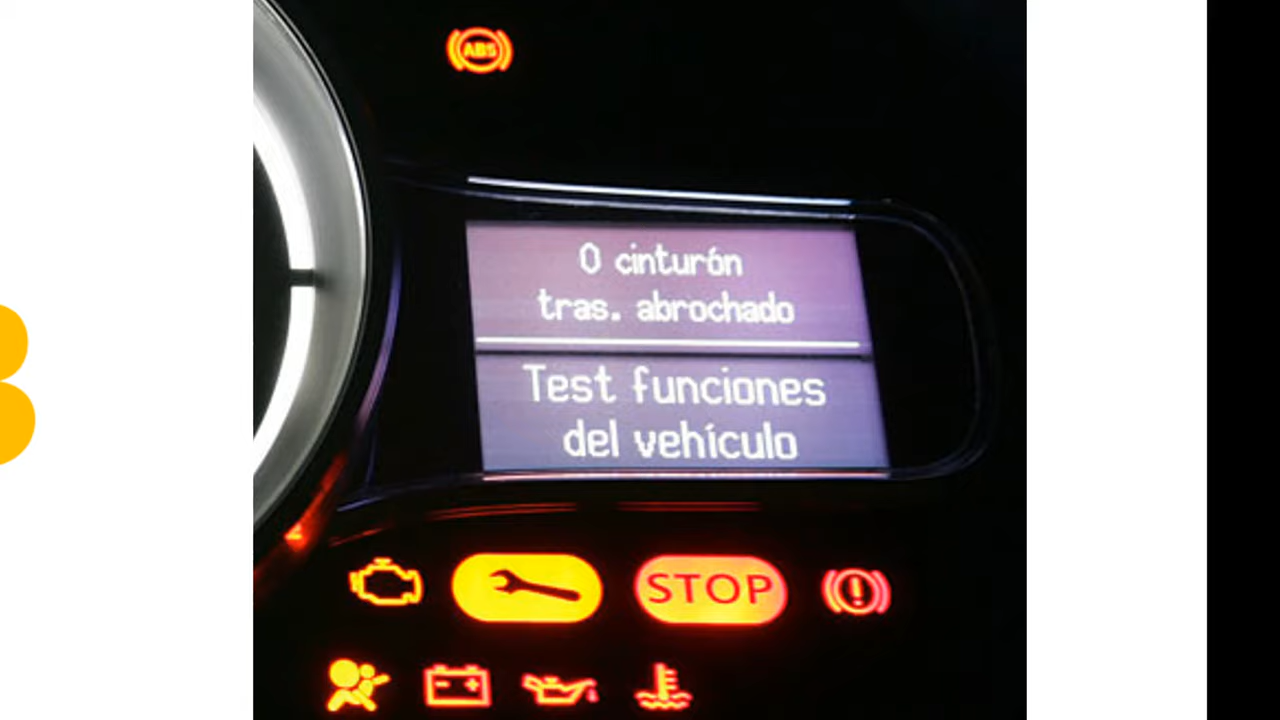 ABS
0 cinturón
tras. abrochado
Test funciones
del vehículo
STOP